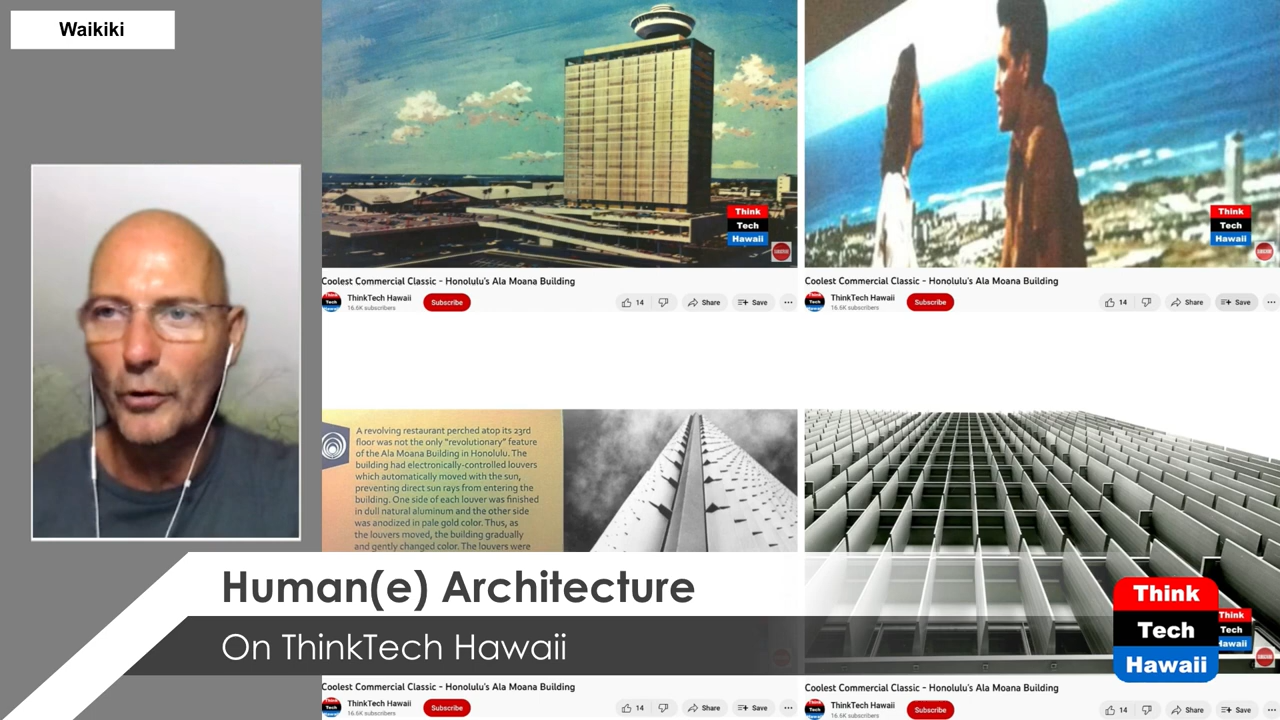 Waikiki
Think
Tech
Hawaii
SUBSCRIBE
Think
Tech
Hawaii
Coolest Commercial Classic - Honolulu's Ala Moana Building
ThinkTech Hawaii
16.6K subscribers
Subscribe
14
Share
Save
Coolest Commercial Classic - Honolulu's Ala Moana Building
ThinkTech Hawaii
16.6K subscribers
Subscribe
14
Share
Save
A revolving restaurant perched atop its 23rd
floor was not the only "revolutionary" feature
of the Ala Moana Building in Honolulu. The
building had electronically-controlled louvers
which automatically moved with the sun,
preventing direct sun rays from entering the
building. One side of each louver was finished
in dull natural aluminum and the other side
was anodized in pale gold color. Thus, as
the louvers moved, the building gradually
and gently changed color. The louvers were
Human(e) Architecture
On ThinkTech Hawaii
Think
Tech
Hawaii
Think
Tech
Hawaii
Coolest Commercial Classic - Honolulu's Ala Moana Building
ThinkTech Hawaii
16.6K subscribers
Subscribe
14
Share
Save
Coolest Commercial Classic - Honolulu's Ala Moana Building
ThinkTech Hawaii
16.6K subscribers
Subscribe
14
Share
Save